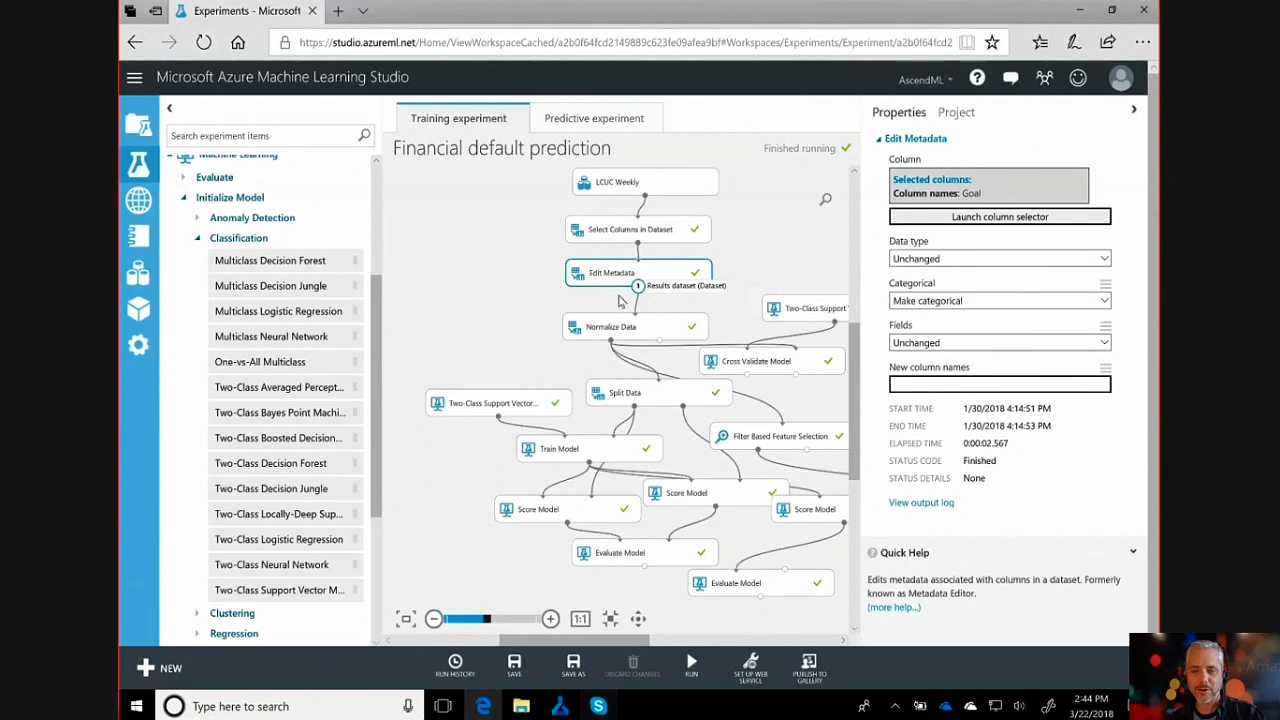 Experiments - Microsoft
https://studio.azureml.net/Home/ViewWorkspaceCached/a2b0f64fcd2149889c623fe09afea9bf#Workspaces/Experiments/Experiment/a2b0f64fcd2
Microsoft Azure Machine Learning Studio
AscendML
Search experiment items
Machine Learning
Evaluate
Initialize Model
Anomaly Detection
Classification
Multiclass Decision Forest
Multiclass Decision Jungle
Multiclass Logistic Regression
Multiclass Neural Network
One-vs-All Multiclass
Two-Class Averaged Percept...
Two-Class Bayes Point Machi...
Two-Class Boosted Decision...
Two-Class Decision Forest
Two-Class Decision Jungle
Two-Class Locally-Deep Sup...
Two-Class Logistic Regression
Two-Class Neural Network
Two-Class Support Vector M...
Clustering
Regression
Training experiment
Predictive experiment
Financial default prediction
Finished running
LCUC Weekly
Select Columns in Dataset
Edit Metadata
1
Results dataset (Dataset)
Two-Class Support
Normalize Data
Cross Validate Model
Split Data
Two-Class Support Vector...
Filter Based Feature Selection
Train Model
Score Model
Score Model
Score Model
Evaluate Model
Evaluate Model
1:1
Properties
Project
Edit Metadata
Column
Selected columns:
Column names: Goal
Launch column selector
Data type
Unchanged
Categorical
Make categorical
Fields
Unchanged
New column names
START TIME 1/30/2018 4:14:51 PM
END TIME 1/30/2018 4:14:53 PM
ELAPSED TIME 0:00:02.567
STATUS CODE Finished
STATUS DETAILS None
View output log
Quick Help
Edits metadata associated with columns in a dataset. Formerly
known as Metadata Editor.
(more help...)
NEW
RUN HISTORY
SAVE
SAVE AS
DISCARD CHANGES
RUN
SET UP WEB
SERVICE
PUBLISH TO
GALLERY
Type here to search
2:44 PM
3/22/2018